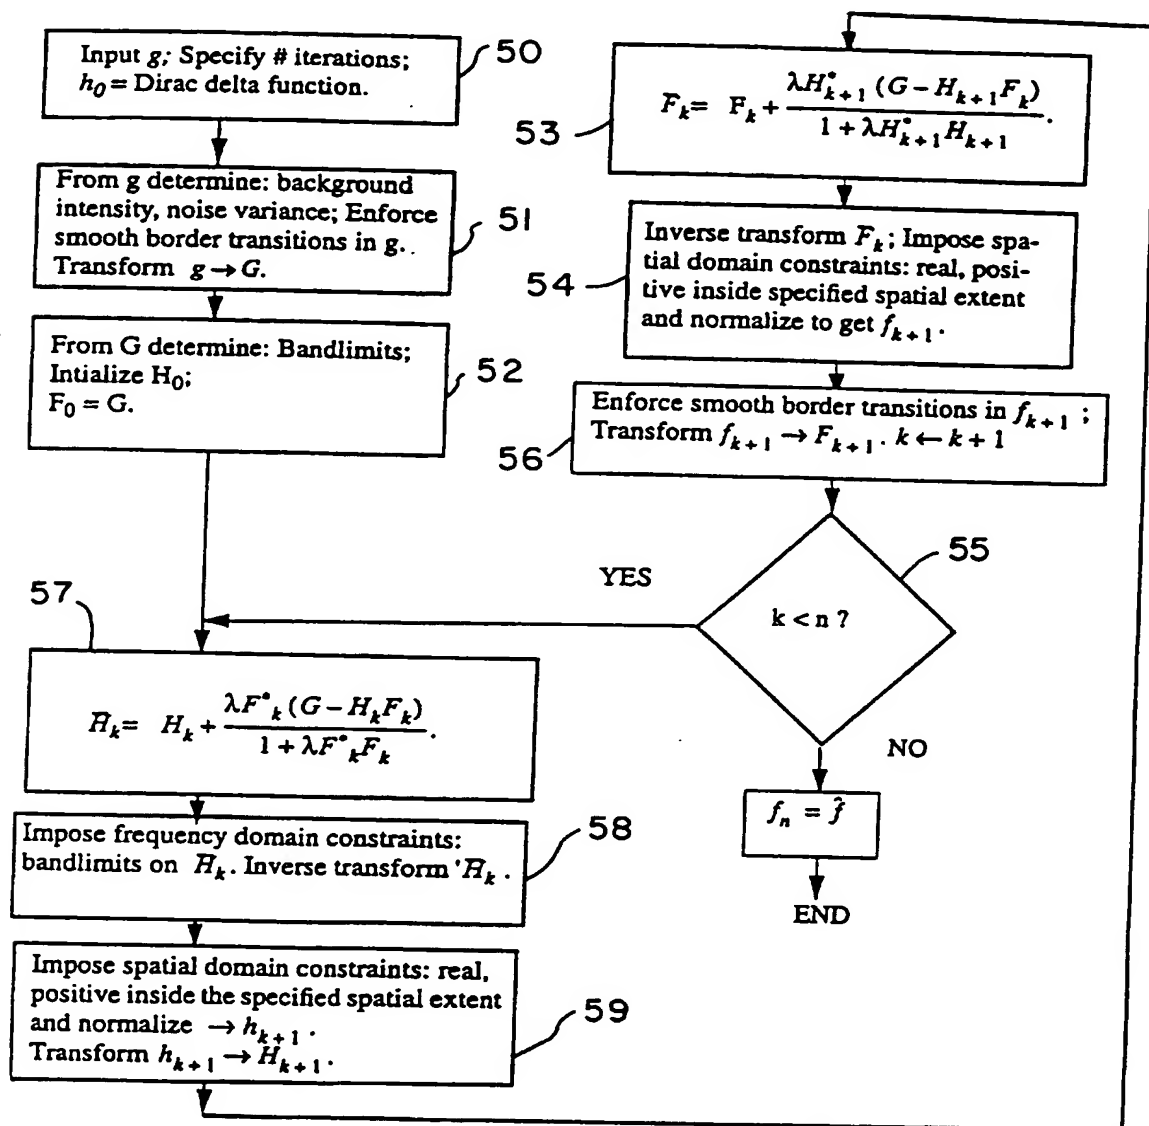 Input g; Specify # iterations;
h₀ = Dirac delta function.
50
From g determine: background
intensity, noise variance; Enforce
smooth border transitions in g.
Transform g → G.
51
From G determine: Bandlimits;
Intialize H₀;
F₀ = G.
52
57
H̅ₖ = Hₖ + λF*ₖ (G – HₖFₖ) / 1 + λF*ₖFₖ .
Impose frequency domain constraints:
bandlimits on H̅ₖ. Inverse transform H̅ₖ.
58
Impose spatial domain constraints: real,
positive inside the specified spatial extent
and normalize → hₖ₊₁.
Transform hₖ₊₁ → Hₖ₊₁.
59
53
F̅ₖ = Fₖ + λH*ₖ₊₁ (G – Hₖ₊₁Fₖ) / 1 + λH*ₖ₊₁Hₖ₊₁ .
54
Inverse transform F̅ₖ; Impose spa-
tial domain constraints: real, posi-
tive inside specified spatial extent
and normalize to get fₖ₊₁.
56
Enforce smooth border transitions in fₖ₊₁ ;
Transform fₖ₊₁ → Fₖ₊₁. k ← k + 1
55
k < n ?
YES
NO
fₙ = f̂
END